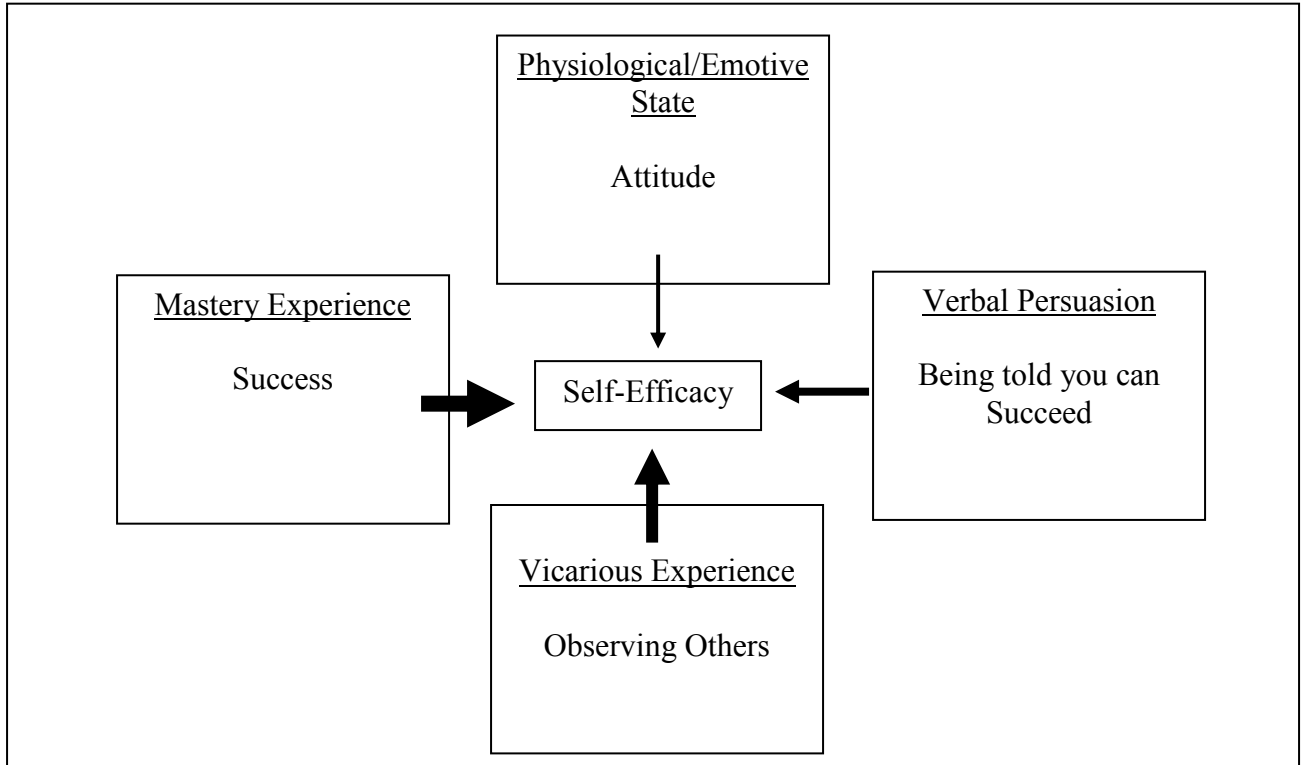 Physiological/Emotive
State
Attitude
Mastery Experience
Success
Self-Efficacy
Verbal Persuasion
Being told you can
Succeed
Vicarious Experience
Observing Others